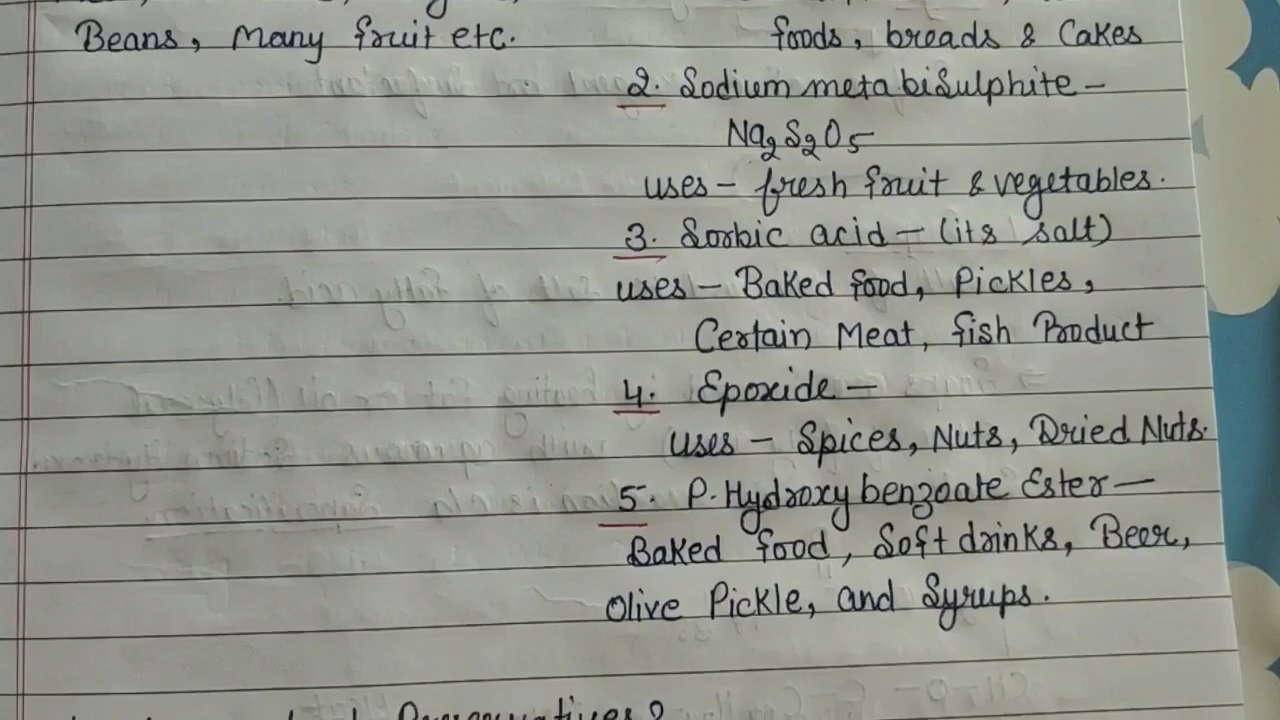 Beans, Many fruit etc.
foods, breads & Cakes
2. Sodium metabisulphite –
Na2S2O5
uses – fresh fruit & vegetables.
3. Sorbic acid – (its salt)
uses – Baked food, Pickles,
Certain Meat, fish Product
4. Epoxide –
uses – Spices, Nuts, Dried Nuts.
5. P. Hydroxy benzoate Ester –
Baked food, Soft drinks, Beer,
Olive Pickle, and Syrups.